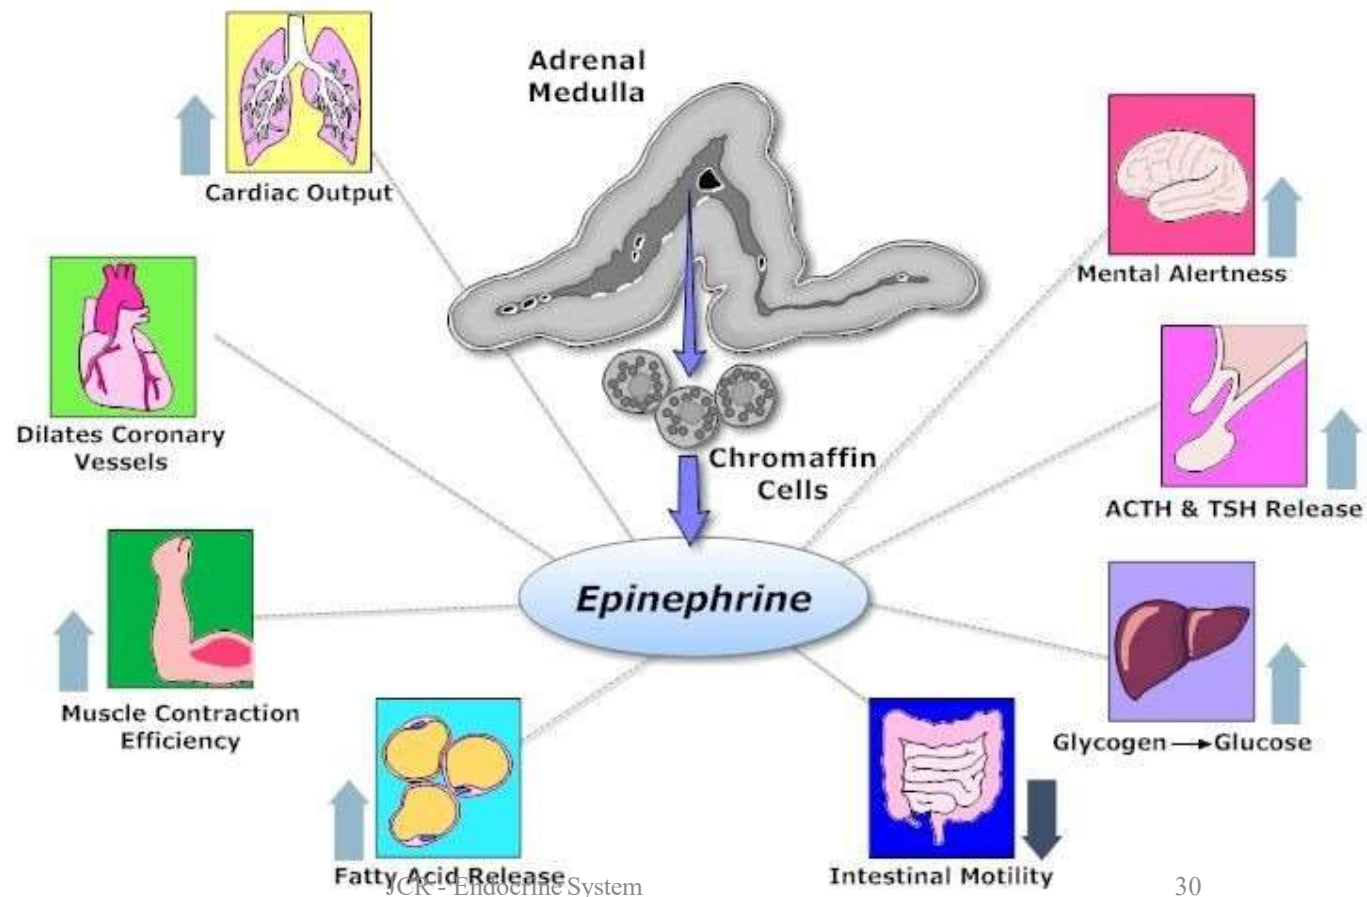 Adrenal
Medulla
Cardiac Output
Mental Alertness
Dilates Coronary
Vessels
Chromaffin
Cells
ACTH & TSH Release
Epinephrine
Muscle Contraction
Efficiency
Glycogen → Glucose
Fatty Acid Release
Intestinal Motility
JCR - Endocrine System
30